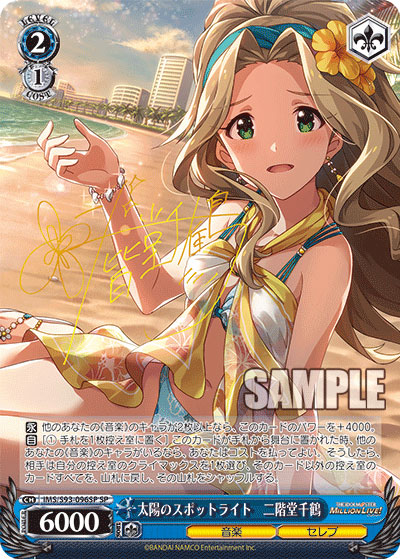 LEVEL
2
1
COST
二階堂千鶴
SAMPLE
永 他のあなたの《音楽》のキャラが2枚以上なら、このカードのパワーを+4000。
自 [① 手札を1枚控え室に置く] このカードが手札から舞台に置かれた時、他の
あなたの《音楽》のキャラがいるなら、あなたはコストを払ってよい。そうしたら、
相手は自分の控え室のクライマックスを1枚選び、そのカード以外の控え室の
カードすべてを、山札に戻し、その山札をシャッフルする。
CH IMS/S93-096SP SP
6000
太陽のスポットライト 二階堂千鶴
THE IDOLM@STER
MILLION LIVE!
音楽 セレブ
©BANDAI NAMCO Entertainment Inc.